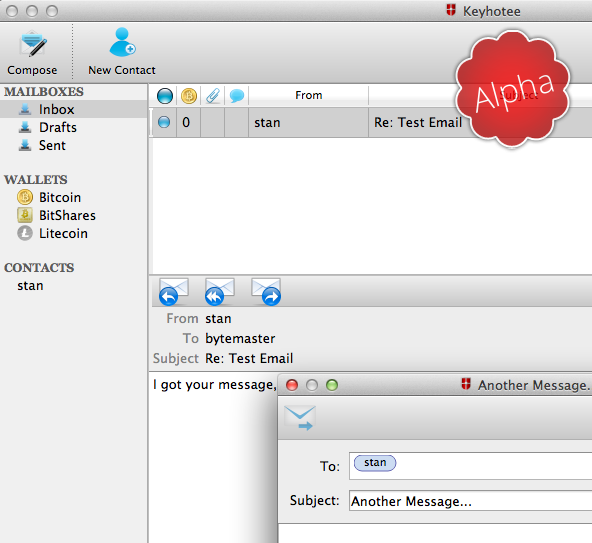 Keyhotee
Compose
New Contact
Alpha
MAILBOXES
Inbox
Drafts
Sent
WALLETS
Bitcoin
BitShares
Litecoin
CONTACTS
stan
From Subject
0 stan Re: Test Email
From stan
To bytemaster
Subject Re: Test Email
I got your message,
Another Message.
To: stan
Subject: Another Message...